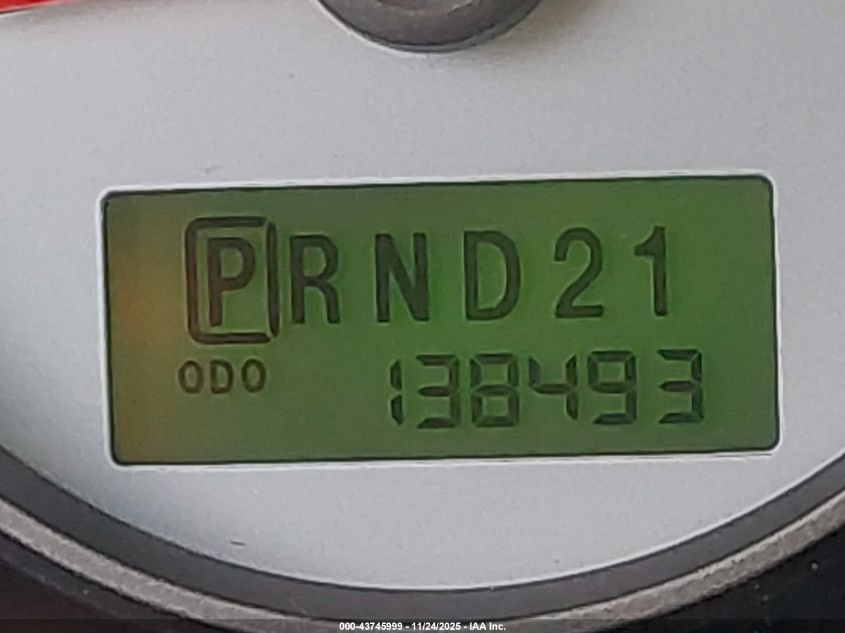 PRND21
ODO 138493
000-43745999 - 11/24/2025 - IAA Inc.